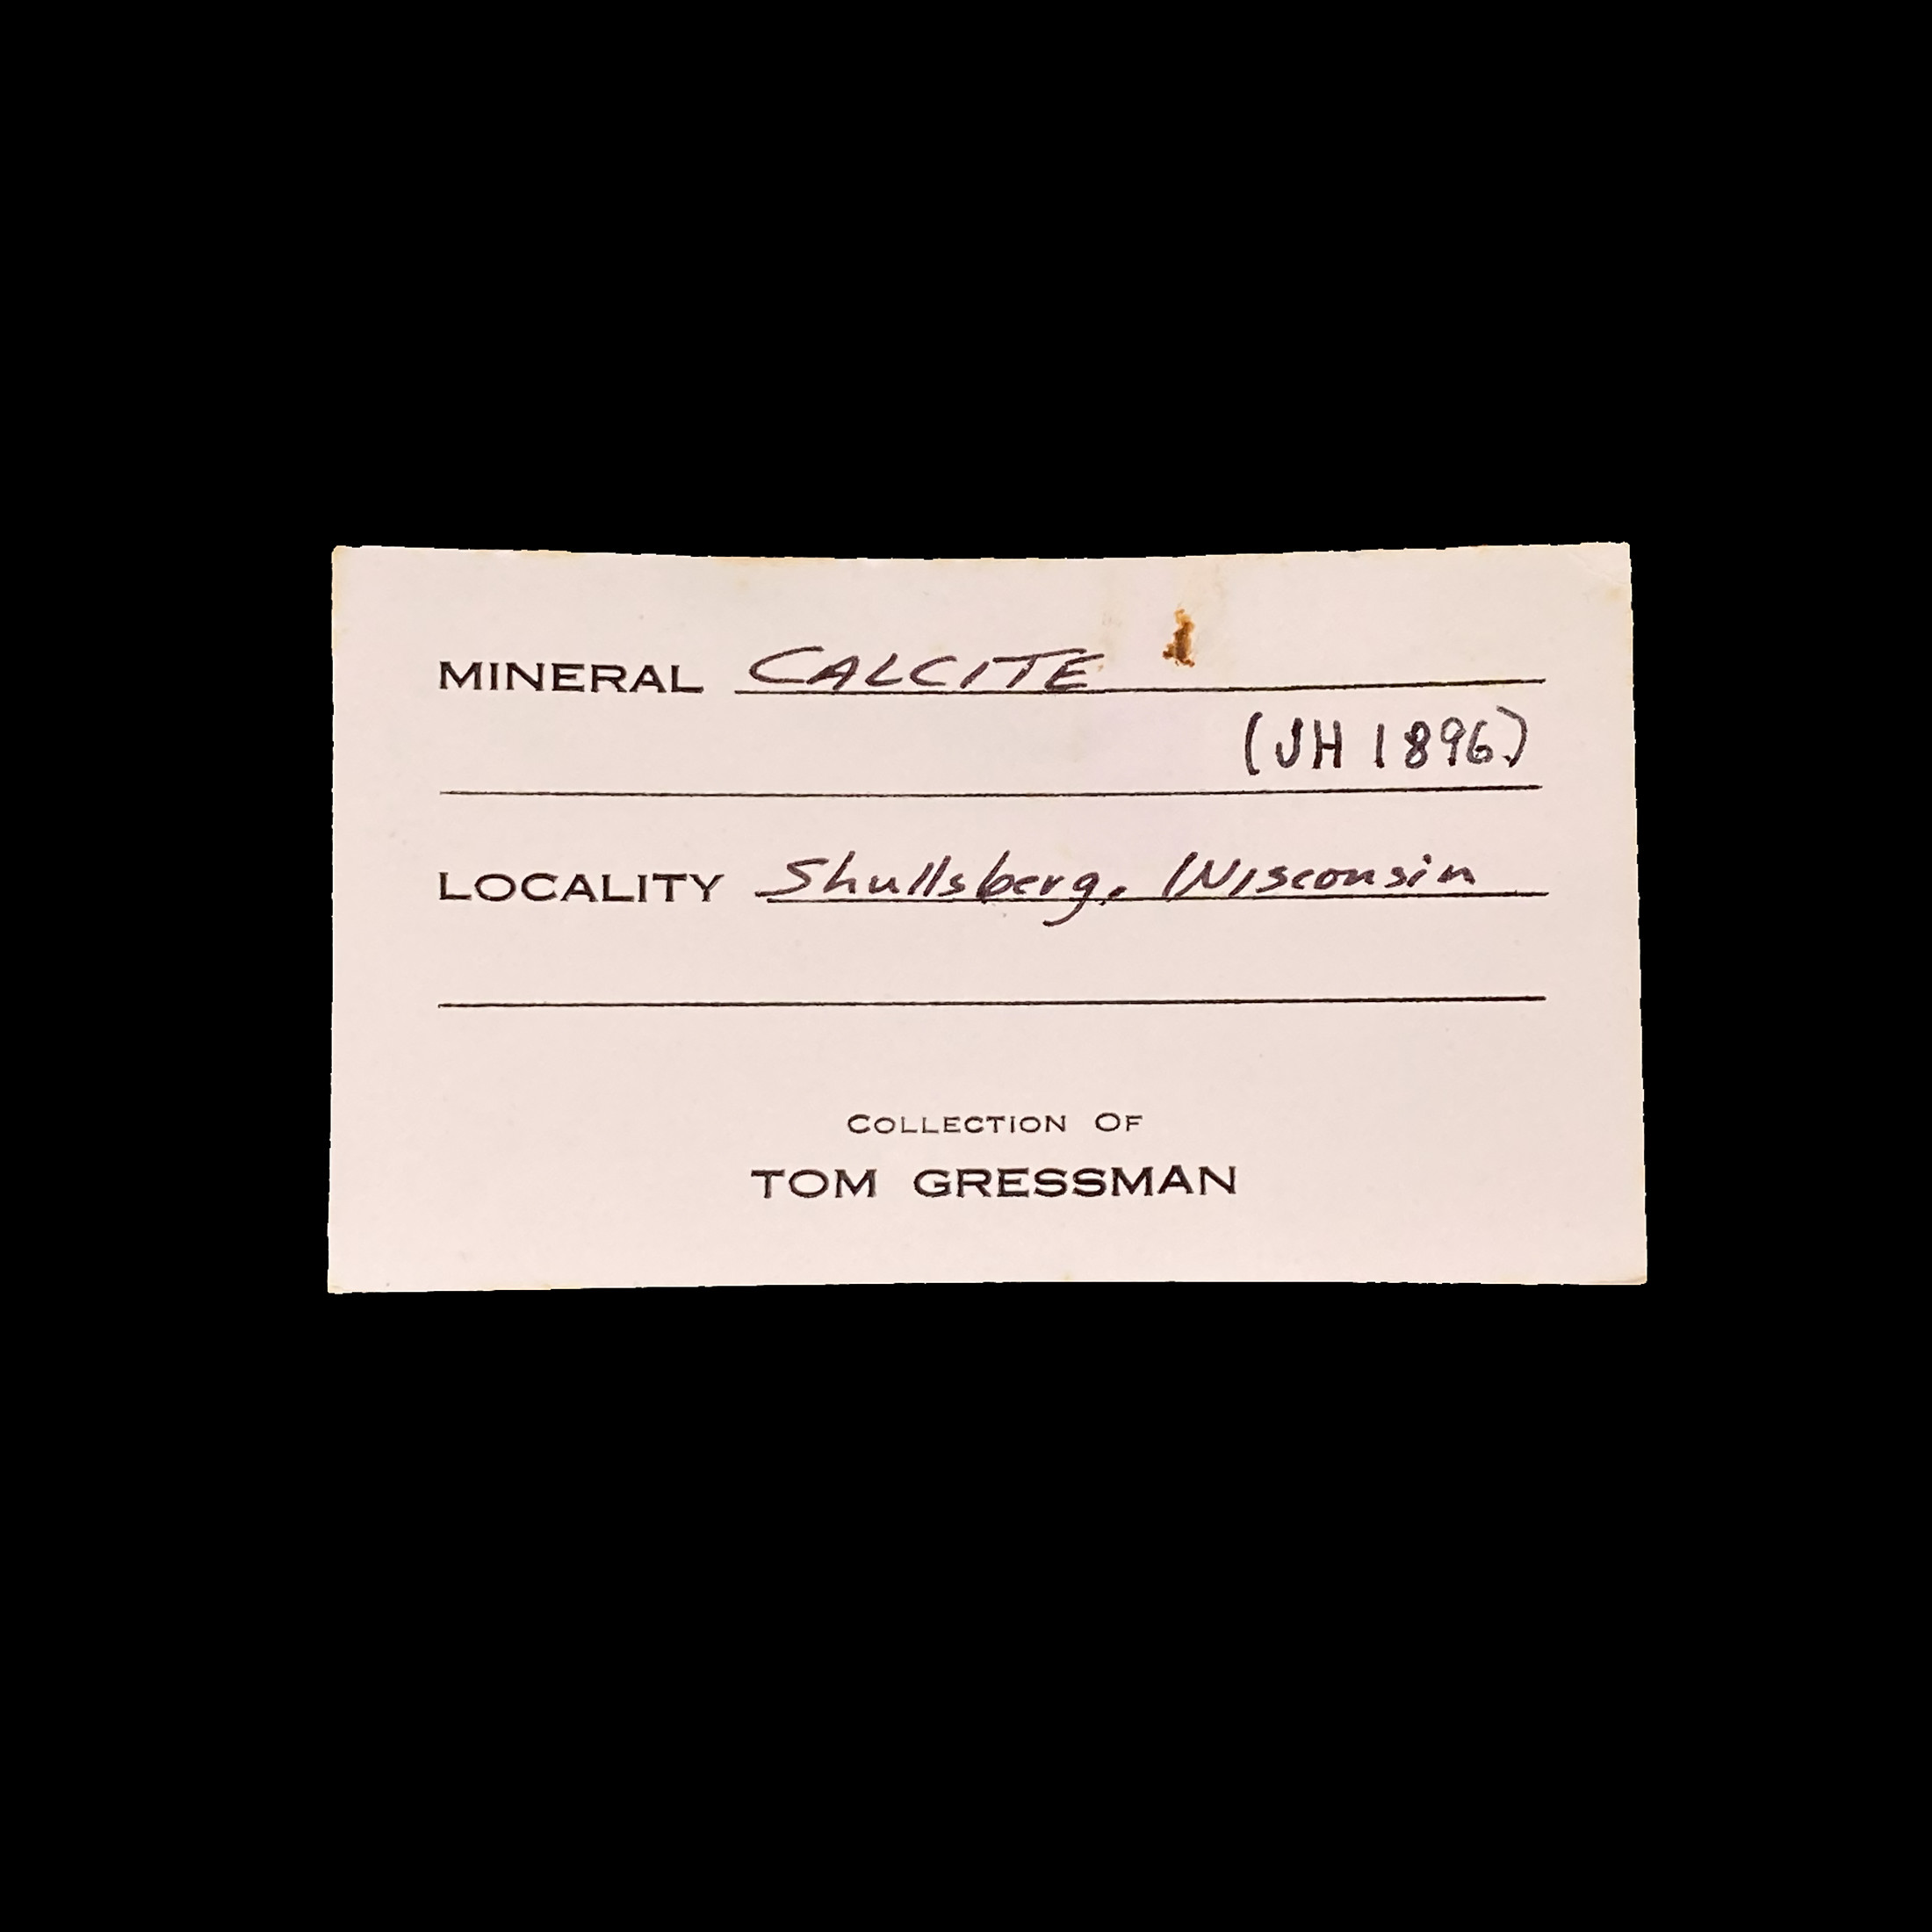 MINERAL CALCITE
(JH 1896)
LOCALITY Shullsberg, Wisconsin
COLLECTION OF
TOM GRESSMAN